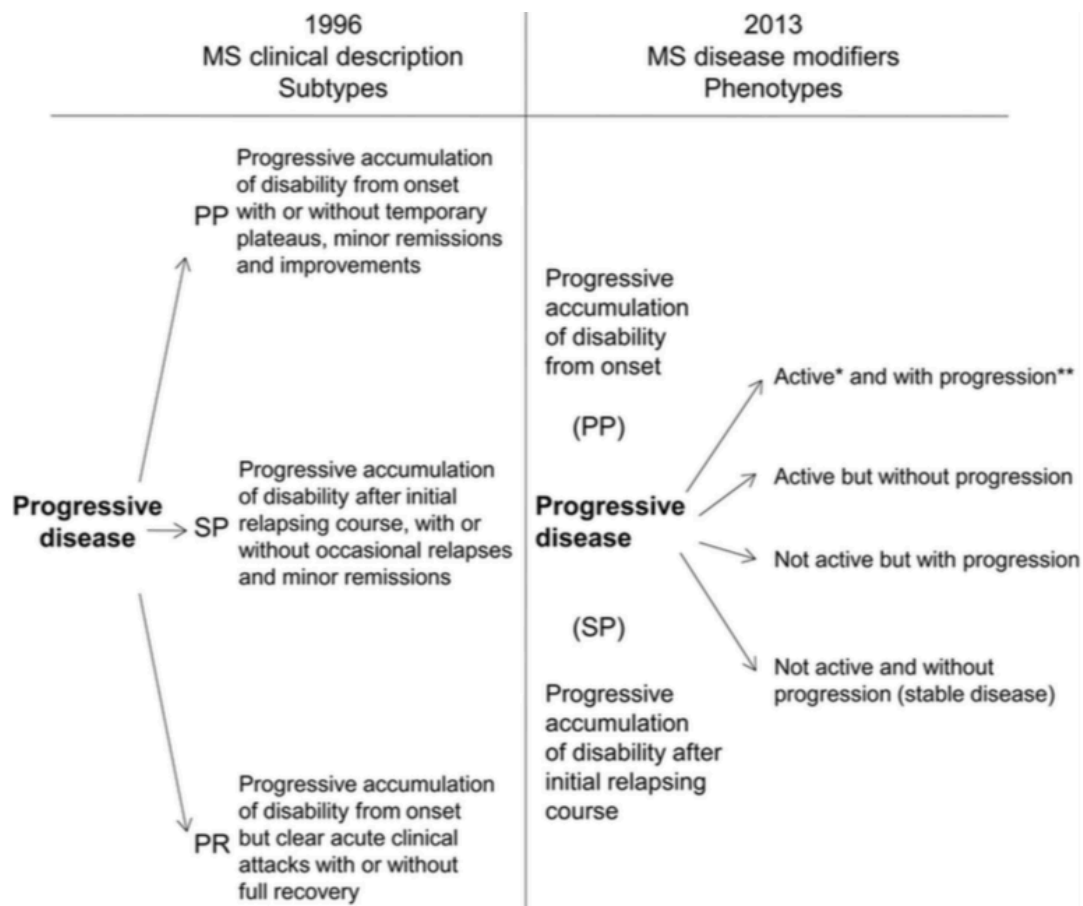 1996
MS clinical description
Subtypes
2013
MS disease modifiers
Phenotypes
Progressive accumulation
of disability from onset
PP with or without temporary
plateaus, minor remissions
and improvements
Progressive
disease
Progressive accumulation
of disability after initial
SP relapsing course, with or
without occasional relapses
and minor remissions
Progressive accumulation
of disability from onset
PR but clear acute clinical
attacks with or without
full recovery
Progressive
accumulation
of disability
from onset
(PP)
Progressive
disease
(SP)
Progressive
accumulation
of disability after
initial relapsing
course
Active* and with progression**
Active but without progression
Not active but with progression
Not active and without
progression (stable disease)